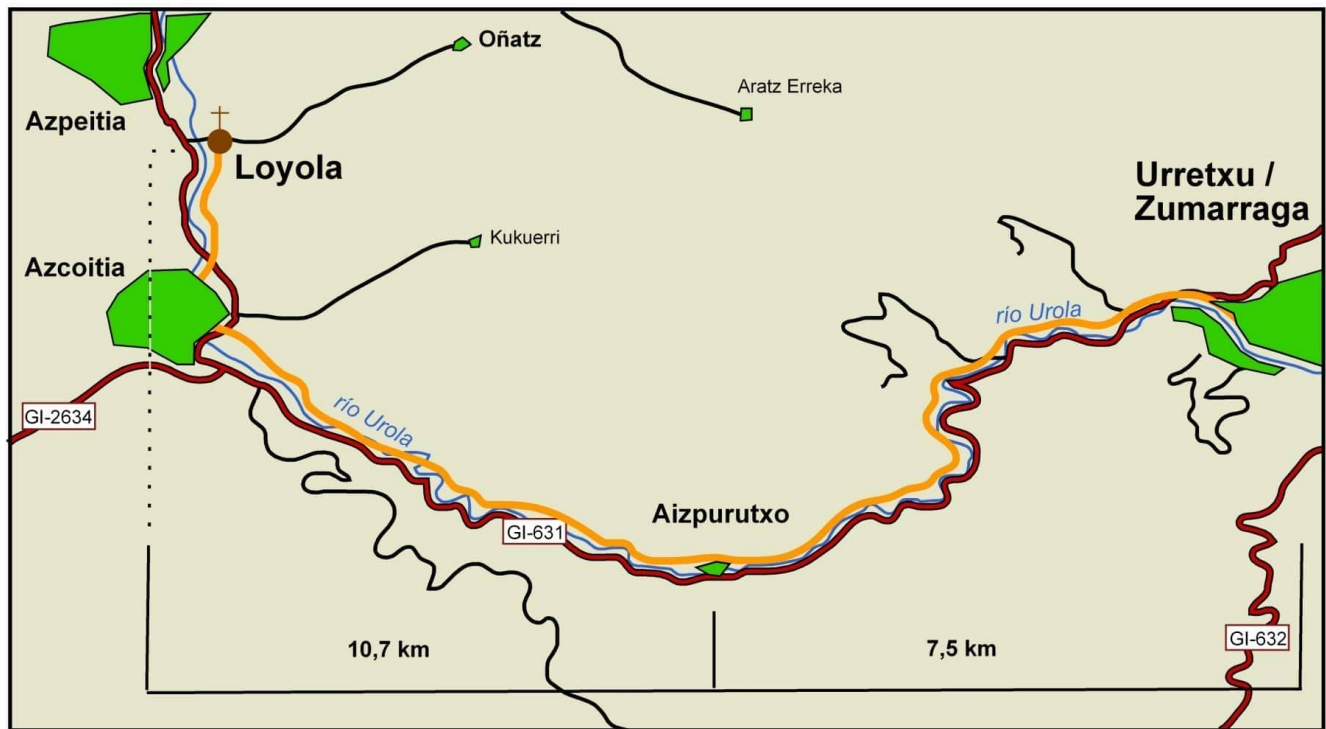 Oñatz
Aratz Erreka
Azpeitia
Loyola
Urretxu /
Zumarraga
Kukuerri
Azcoitia
río Urola
río Urola
GI-2634
Aizpurutxo
GI-631
GI-632
10,7 km
7,5 km